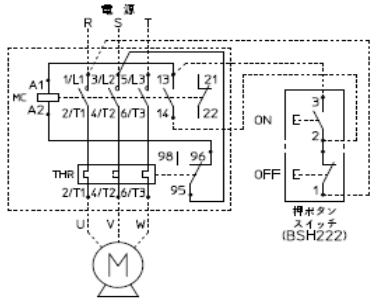 電源
R S T
1/L1 3/L2 5/L3 13 21
A1
MC
A2
2/T1 4/T2 6/T3 14 22
3
ON
2
98 96
THR
OFF
95
1
2/T1 4/T2 6/T3
U V W
押ボタン
スイッチ
(BSH222)
M